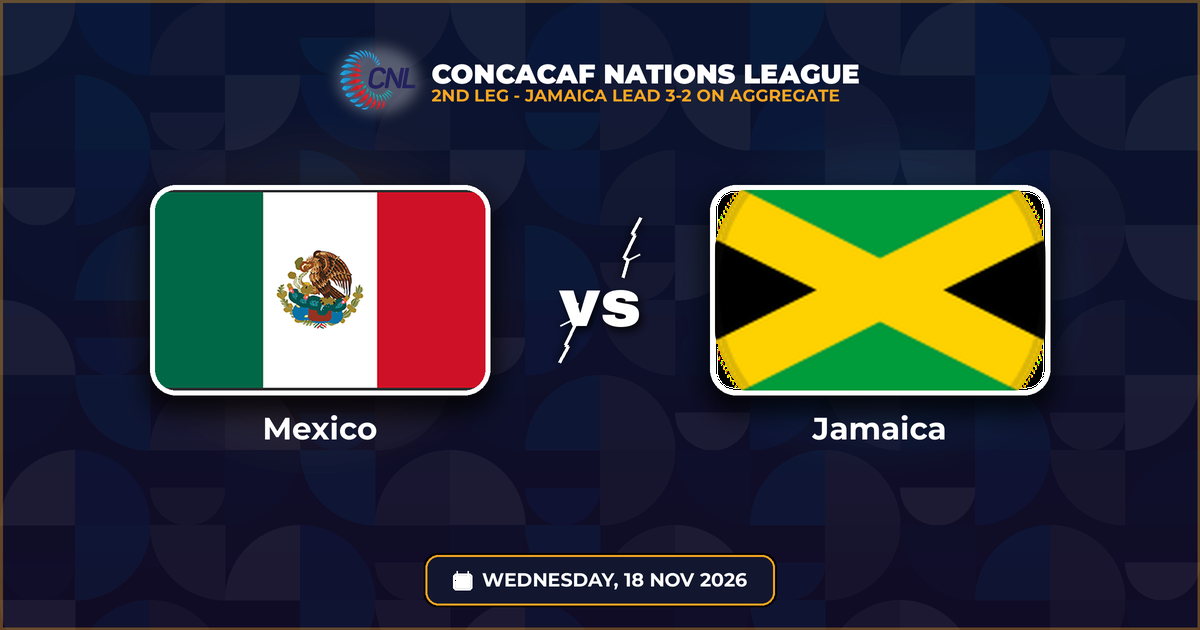 CNL
CONCACAF NATIONS LEAGUE
2ND LEG - JAMAICA LEAD 3-2 ON AGGREGATE
vs
Mexico
Jamaica
WEDNESDAY, 18 NOV 2026